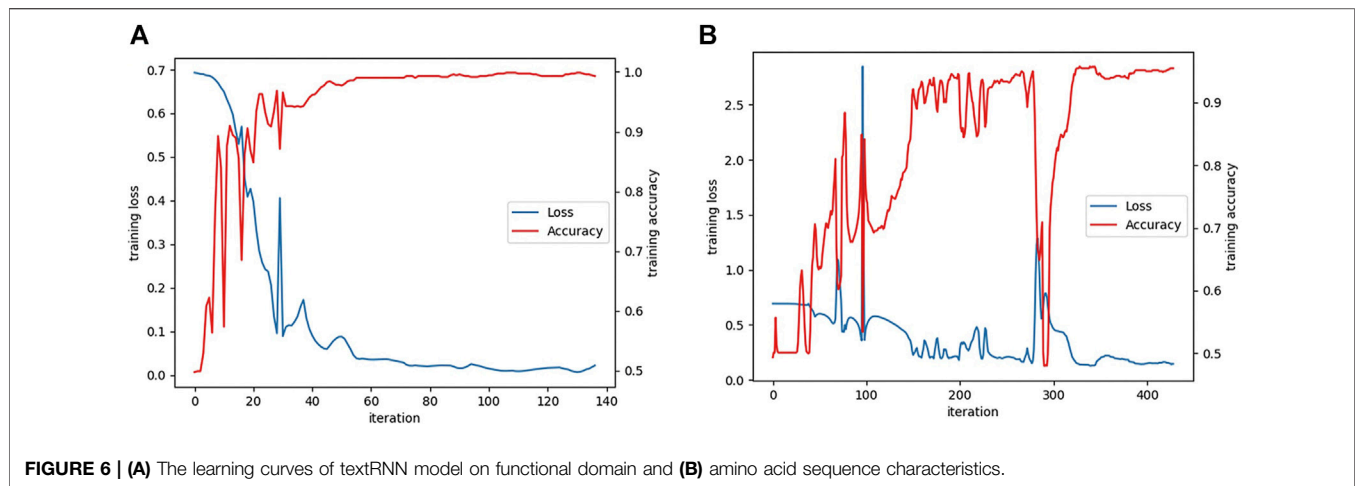 A
0.7
0.6
0.5
0.4
0.3
0.2
0.1
0.0
training loss
0
20
40
60
80
100
120
140
iteration
1.0
0.9
0.8
0.7
0.6
0.5
training accuracy
Loss
Accuracy
B
2.5
2.0
1.5
1.0
0.5
0.0
training loss
0
100
200
300
400
iteration
0.9
0.8
0.7
0.6
0.5
training accuracy
Loss
Accuracy
FIGURE 6 | (A) The learning curves of textRNN model on functional domain and (B) amino acid sequence characteristics.